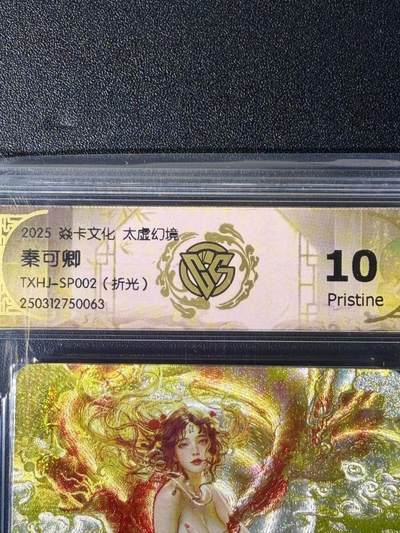 2025 焱卡文化 太虚幻境
秦可卿
TXHJ-SP002（折光）
250312750063
10
Pristine